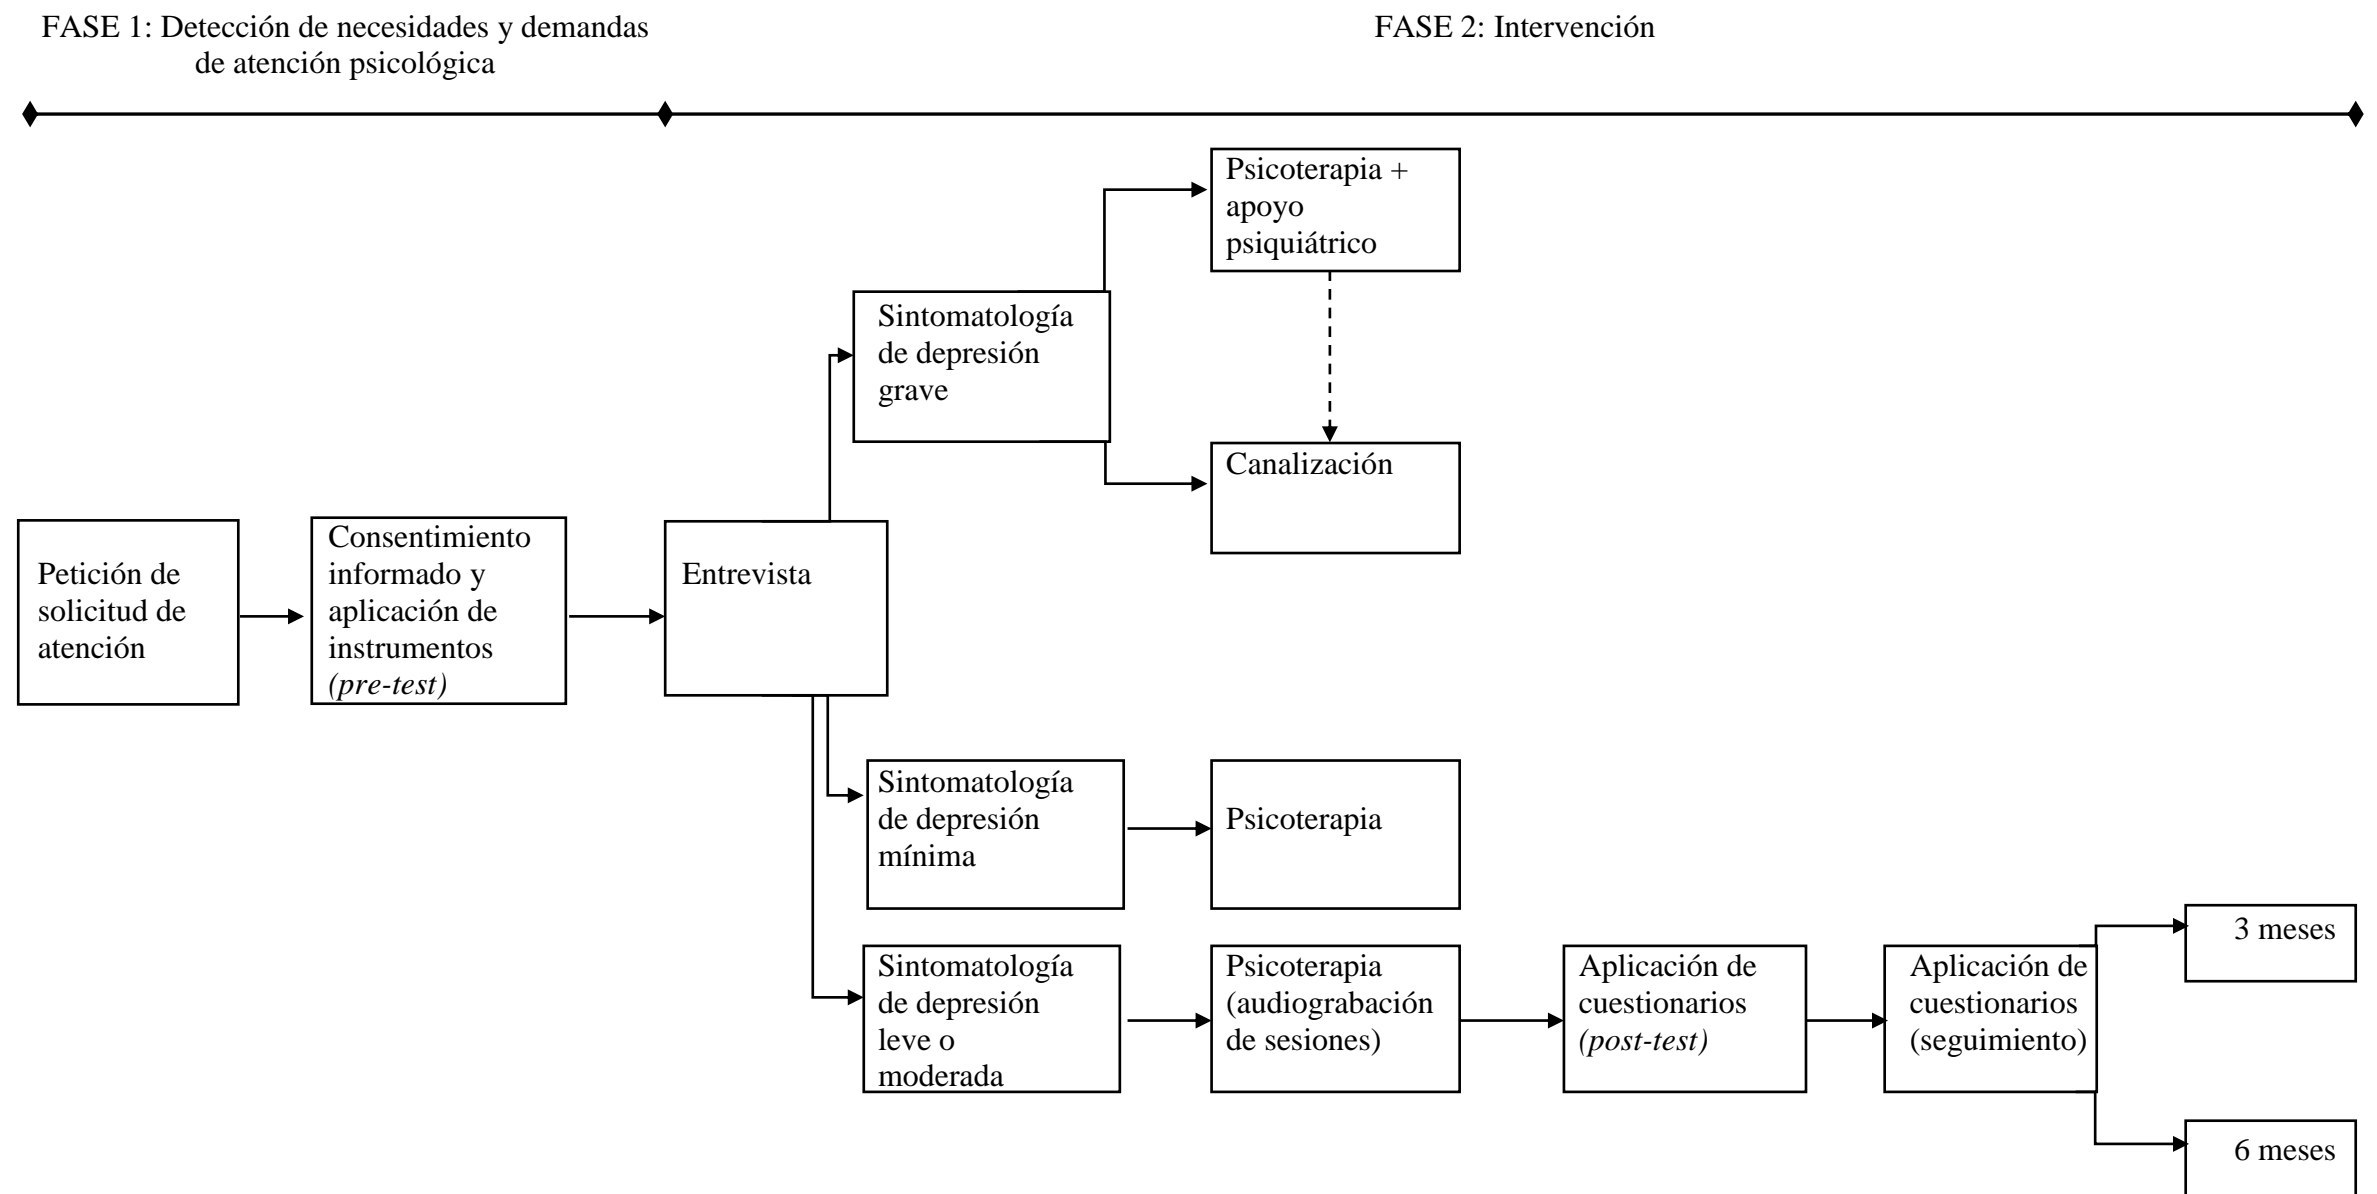 FASE 1: Detección de necesidades y demandas
de atención psicológica
FASE 2: Intervención
Psicoterapia +
apoyo
psiquiátrico
Sintomatología
de depresión
grave
Canalización
Petición de
solicitud de
atención
Consentimiento
informado y
aplicación de
instrumentos
(pre-test)
Entrevista
Sintomatología
de depresión
mínima
Psicoterapia
Sintomatología
de depresión
leve o
moderada
Psicoterapia
(audiograbación
de sesiones)
Aplicación de
cuestionarios
(post-test)
Aplicación de
cuestionarios
(seguimiento)
3 meses
6 meses